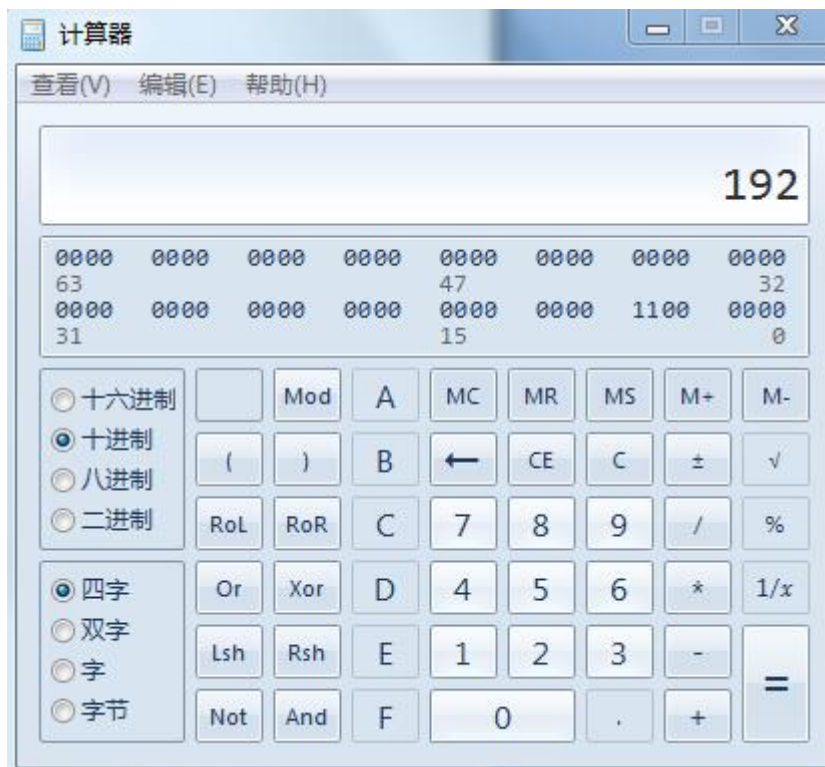 计算器
查看(V) 编辑(E) 帮助(H)
192
0000 0000 0000 0000 0000 0000 0000 0000
63 47 32
0000 0000 0000 0000 0000 0000 1100 0000
31 15 0
十六进制 Mod A MC MR MS M+ M-
十进制 ( ) B ← CE C ± √
八进制
二进制 RoL RoR C 7 8 9 / %
四字 Or Xor D 4 5 6 * 1/x
双字
字 Lsh Rsh E 1 2 3 - =
字节 Not And F 0 . +